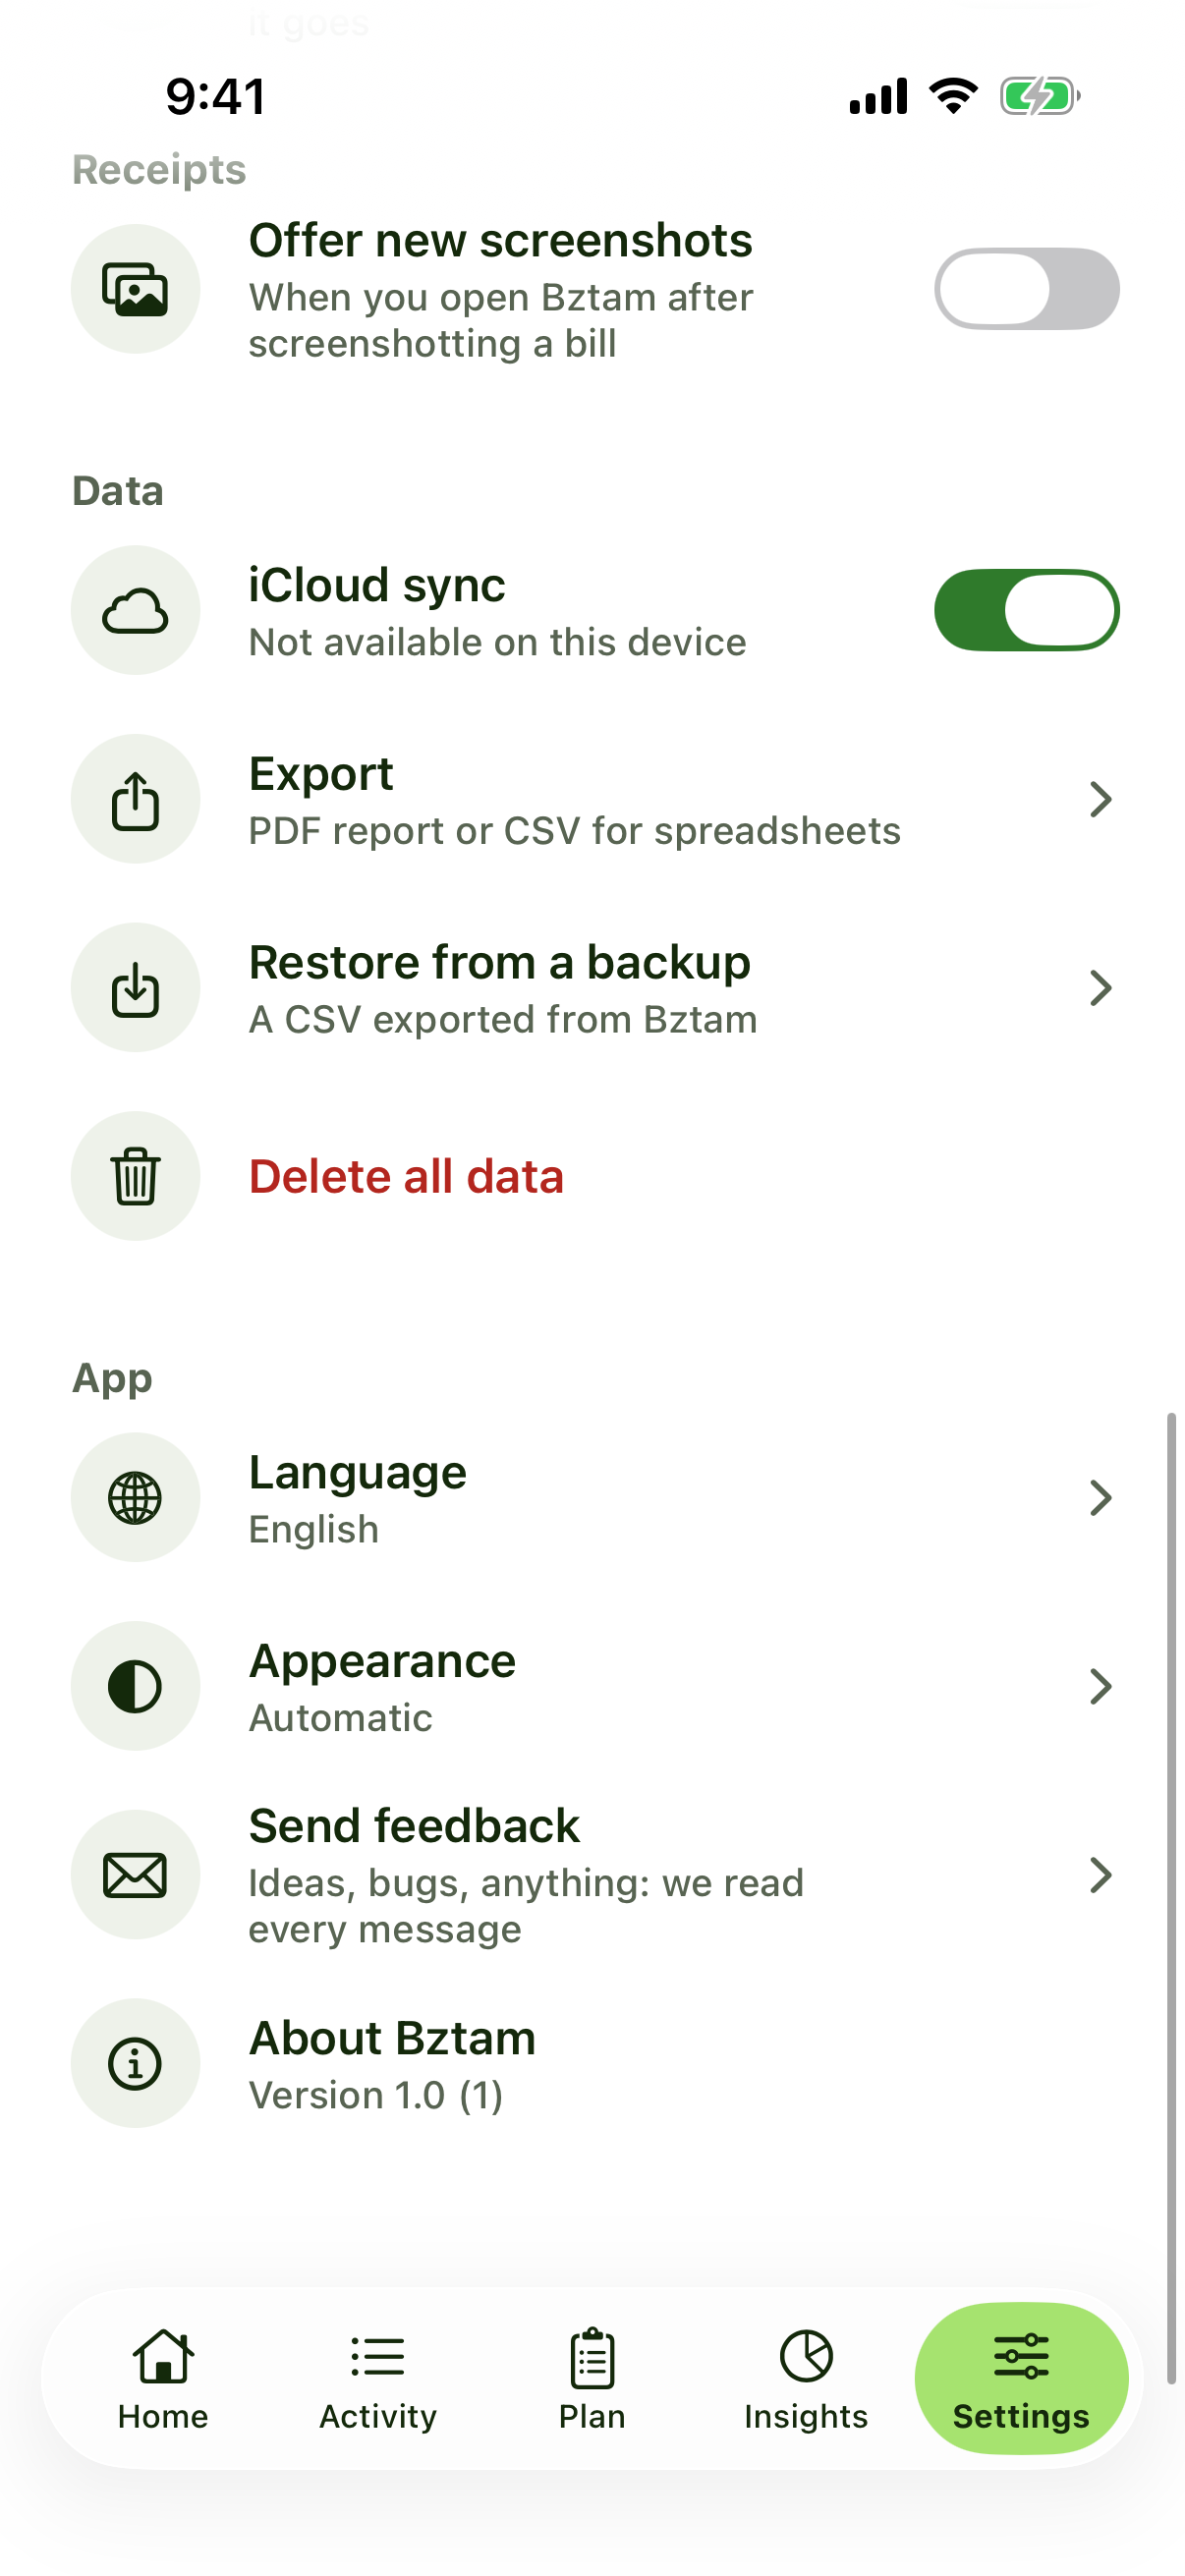 it goes
9:41
Receipts
Offer new screenshots
When you open Bztam after
screenshotting a bill
Data
iCloud sync
Not available on this device
Export
PDF report or CSV for spreadsheets
Restore from a backup
A CSV exported from Bztam
Delete all data
App
Language
English
Appearance
Automatic
Send feedback
Ideas, bugs, anything: we read
every message
About Bztam
Version 1.0 (1)
Home
Activity
Plan
Insights
Settings